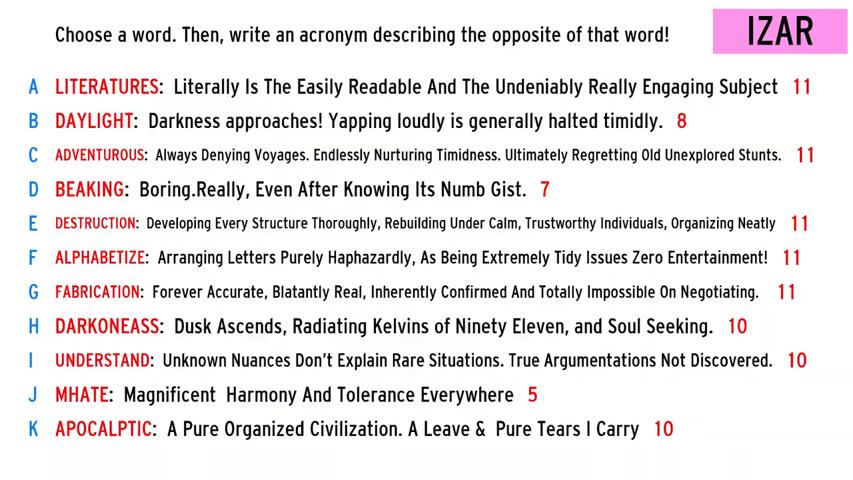 Choose a word. Then, write an acronym describing the opposite of that word!
IZAR
A LITERATURES: Literally Is The Easily Readable And The Undeniably Really Engaging Subject 11
B DAYLIGHT: Darkness approaches! Yapping loudly is generally halted timidly. 8
C ADVENTUROUS: Always Denying Voyages. Endlessly Nurturing Timidness. Ultimately Regretting Old Unexplored Stunts. 11
D BEAKING: Boring.Really, Even After Knowing Its Numb Gist. 7
E DESTRUCTION: Developing Every Structure Thoroughly, Rebuilding Under Calm, Trustworthy Individuals, Organizing Neatly 11
F ALPHABETIZE: Arranging Letters Purely Haphazardly, As Being Extremely Tidy Issues Zero Entertainment! 11
G FABRICATION: Forever Accurate, Blatantly Real, Inherently Confirmed And Totally Impossible On Negotiating. 11
H DARKONEASS: Dusk Ascends, Radiating Kelvins of Ninety Eleven, and Soul Seeking. 10
I UNDERSTAND: Unknown Nuances Don't Explain Rare Situations. True Argumentations Not Discovered. 10
J MHATE: Magnificent Harmony And Tolerance Everywhere 5
K APOCALPTIC: A Pure Organized Civilization. A Leave & Pure Tears I Carry 10